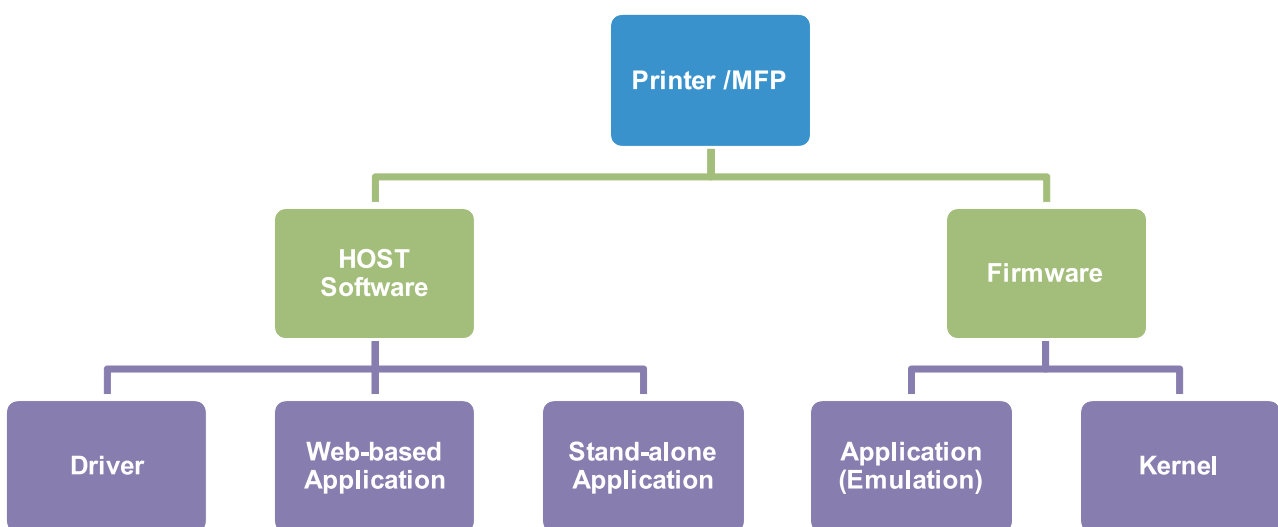 Printer /MFP
HOST
Software
Firmware
Driver
Web-based
Application
Stand-alone
Application
Application
(Emulation)
Kernel